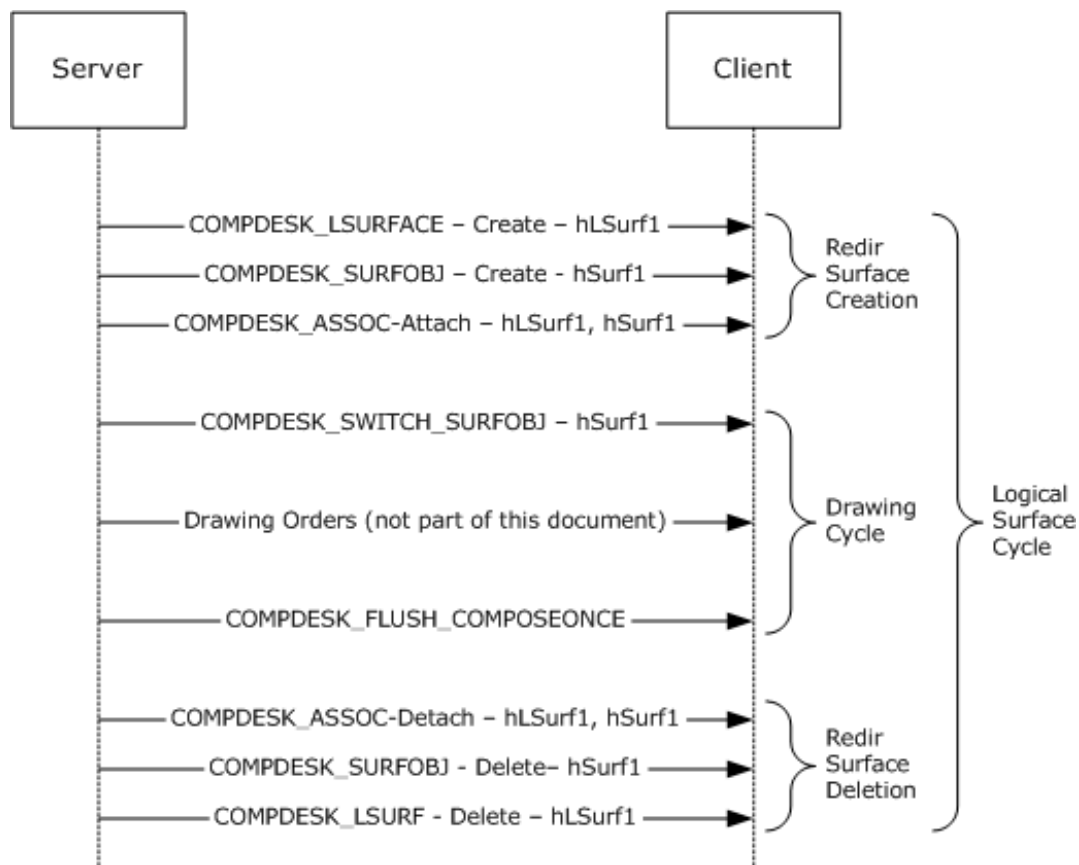 Server
Client
COMPDESK_LSURFACE – Create – hLSurf1
COMPDESK_SURFOBJ – Create - hSurf1
COMPDESK_ASSOC-Attach – hLSurf1, hSurf1
Redir
Surface
Creation
COMPDESK_SWITCH_SURFOBJ – hSurf1
Drawing Orders (not part of this document)
COMPDESK_FLUSH_COMPOSEONCE
Drawing
Cycle
Logical
Surface
Cycle
COMPDESK_ASSOC-Detach – hLSurf1, hSurf1
COMPDESK_SURFOBJ - Delete– hSurf1
COMPDESK_LSURF - Delete – hLSurf1
Redir
Surface
Deletion